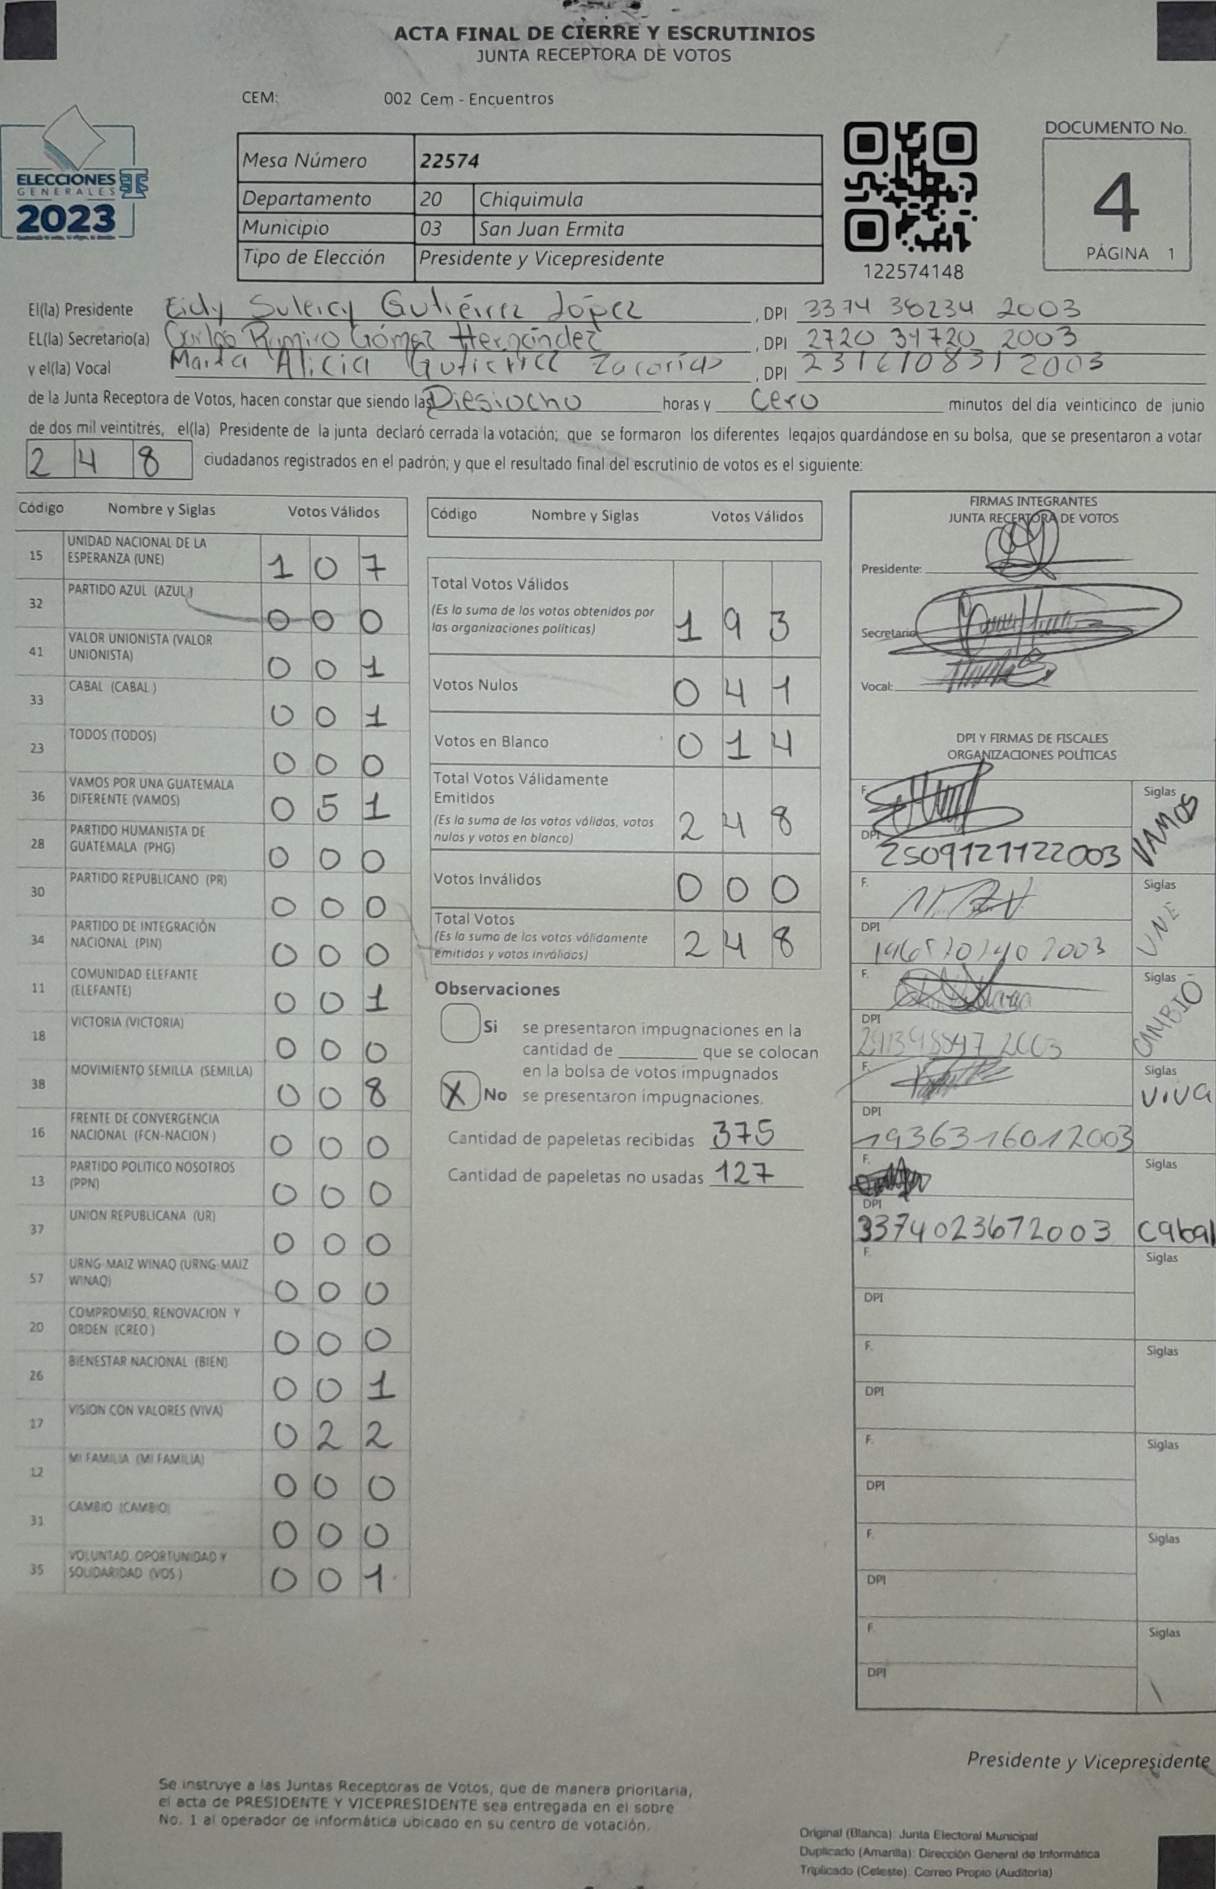 ACTA FINAL DE CIERRE Y ESCRUTINIOS
JUNTA RECEPTORA DE VOTOS
CEM: 002 Cem - Encuentros
ELECCIONES
GENERALES
2023
Mesa Número 22574
Departamento 20 Chiquimula
Municipio 03 San Juan Ermita
Tipo de Elección Presidente y Vicepresidente
122574148
DOCUMENTO No.
4
PÁGINA 1
El(la) Presidente Eidy Suleicy Gutiérrez López, DPI 3374 38234 2003
EL(la) Secretario(a) Carlos Ramiro Gómez Hernández, DPI 2720 34720 2003
y el(la) Vocal Marta Alicia Gutierrez Zacarías, DPI 231610831 2003
de la Junta Receptora de Votos, hacen constar que siendo las Diesiocho horas y Cero minutos del día veinticinco de junio
de dos mil veintitrés, el(la) Presidente de la junta declaró cerrada la votación; que se formaron los diferentes legajos guardándose en su bolsa, que se presentaron a votar
248 ciudadanos registrados en el padrón; y que el resultado final del escrutinio de votos es el siguiente:
Código Nombre y Siglas Votos Válidos
15 UNIDAD NACIONAL DE LA ESPERANZA (UNE) 1 0 7
32 PARTIDO AZUL (AZUL) 0 0 0
41 VALOR UNIONISTA (VALOR UNIONISTA) 0 0 1
33 CABAL (CABAL) 0 0 1
23 TODOS (TODOS) 0 0 0
36 VAMOS POR UNA GUATEMALA DIFERENTE (VAMOS) 0 5 1
28 PARTIDO HUMANISTA DE GUATEMALA (PHG) 0 0 0
30 PARTIDO REPUBLICANO (PR) 0 0 0
34 PARTIDO DE INTEGRACIÓN NACIONAL (PIN) 0 0 0
11 COMUNIDAD ELEFANTE (ELEFANTE) 0 0 1
18 VICTORIA (VICTORIA) 0 0 0
38 MOVIMIENTO SEMILLA (SEMILLA) 0 0 8
16 FRENTE DE CONVERGENCIA NACIONAL (FCN-NACION) 0 0 0
13 PARTIDO POLITICO NOSOTROS (PPN) 0 0 0
37 UNION REPUBLICANA (UR) 0 0 0
57 URNG-MAIZ WINAQ (URNG-MAIZ WINAQ) 0 0 0
20 COMPROMISO, RENOVACION Y ORDEN (CREO) 0 0 0
26 BIENESTAR NACIONAL (BIEN) 0 0 1
17 VISION CON VALORES (VIVA) 0 2 2
12 MI FAMILIA (MI FAMILIA) 0 0 0
31 CAMBIO (CAMBIO) 0 0 0
35 VOLUNTAD, OPORTUNIDAD Y SOLIDARIDAD (VOS) 0 0 1
Código Nombre y Siglas Votos Válidos
Total Votos Válidos
(Es la suma de los votos obtenidos por
las organizaciones políticas) 1 9 3
Votos Nulos 0 4 1
Votos en Blanco 0 1 4
Total Votos Válidamente
Emitidos
(Es la suma de los votos válidos, votos
nulos y votos en blanco) 2 4 8
Votos Inválidos 0 0 0
Total Votos
(Es la suma de los votos válidamente
emitidos y votos inválidos) 2 4 8
Observaciones
Si se presentaron impugnaciones en la
cantidad de ________ que se colocan
en la bolsa de votos impugnados
X No se presentaron impugnaciones.
Cantidad de papeletas recibidas 375
Cantidad de papeletas no usadas 127
FIRMAS INTEGRANTES
JUNTA RECEPTORA DE VOTOS
Presidente:
Secretario
Vocal:
DPI Y FIRMAS DE FISCALES
ORGANIZACIONES POLÍTICAS
F. Siglas VAMOS
DPI 2509121122003
F. Siglas UNE
DPI
F. Siglas CAMBIO
DPI
F. Siglas VIVA
DPI 1936316012003
F. Siglas
DPI 3374023672003 Cabal
F. Siglas
DPI
F. Siglas
DPI
F. Siglas
DPI
F. Siglas
DPI
F. Siglas
DPI
Presidente y Vicepresidente
Se instruye a las Juntas Receptoras de Votos, que de manera prioritaria,
el acta de PRESIDENTE Y VICEPRESIDENTE sea entregada en el sobre
No. 1 al operador de informática ubicado en su centro de votación.
Original (Blanca): Junta Electoral Municipal
Duplicado (Amarilla): Dirección General de Informática
Triplicado (Celeste): Correo Propio (Auditoría)